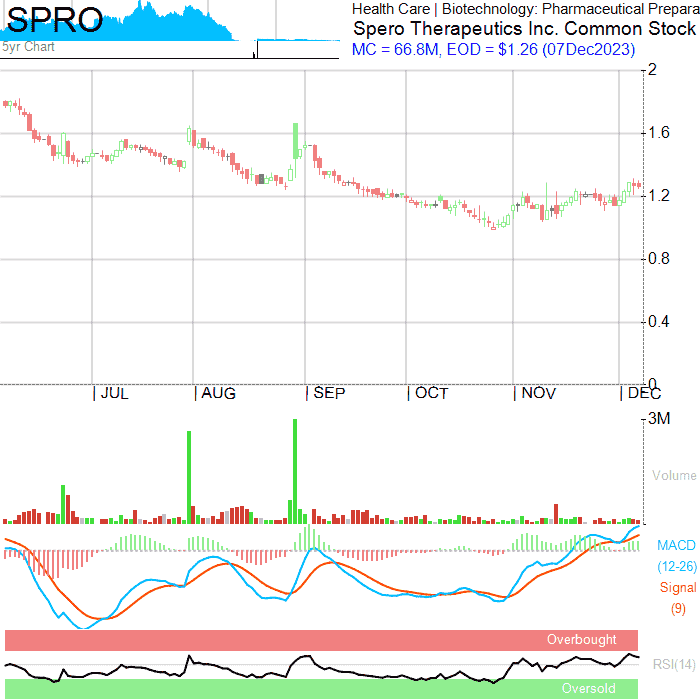 SPRO
5yr Chart
Health Care | Biotechnology: Pharmaceutical Prepara
Spero Therapeutics Inc. Common Stock
MC = 66.8M, EOD = $1.26 (07Dec2023)
2
1.6
1.2
0.8
0.4
0
JUL AUG SEP OCT NOV DEC
3M
Volume
MACD
(12-26)
Signal
(9)
Overbought
RSI(14)
Oversold